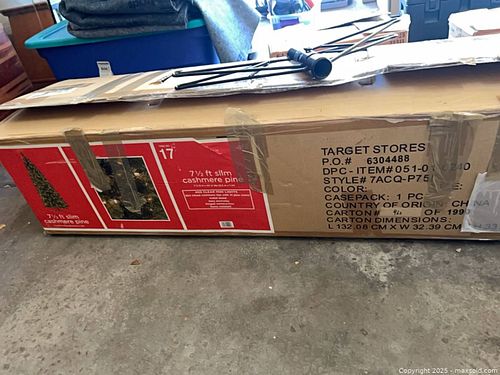 17
7½ ft slim
cashmere pine
7½ ft slim
cashmere pine
TARGET STORES
P.O.# 6304488
DPC - ITEM# 051-0
STYLE# 7ACQ-P75
COLOR:
CASEPACK: 1 PC
COUNTRY OF ORIGIN CHINA
CARTON# OF 1990
CARTON DIMENSIONS:
L 132.08 CM X W 32.39 CM
Copyright 2025 - maxsold.com